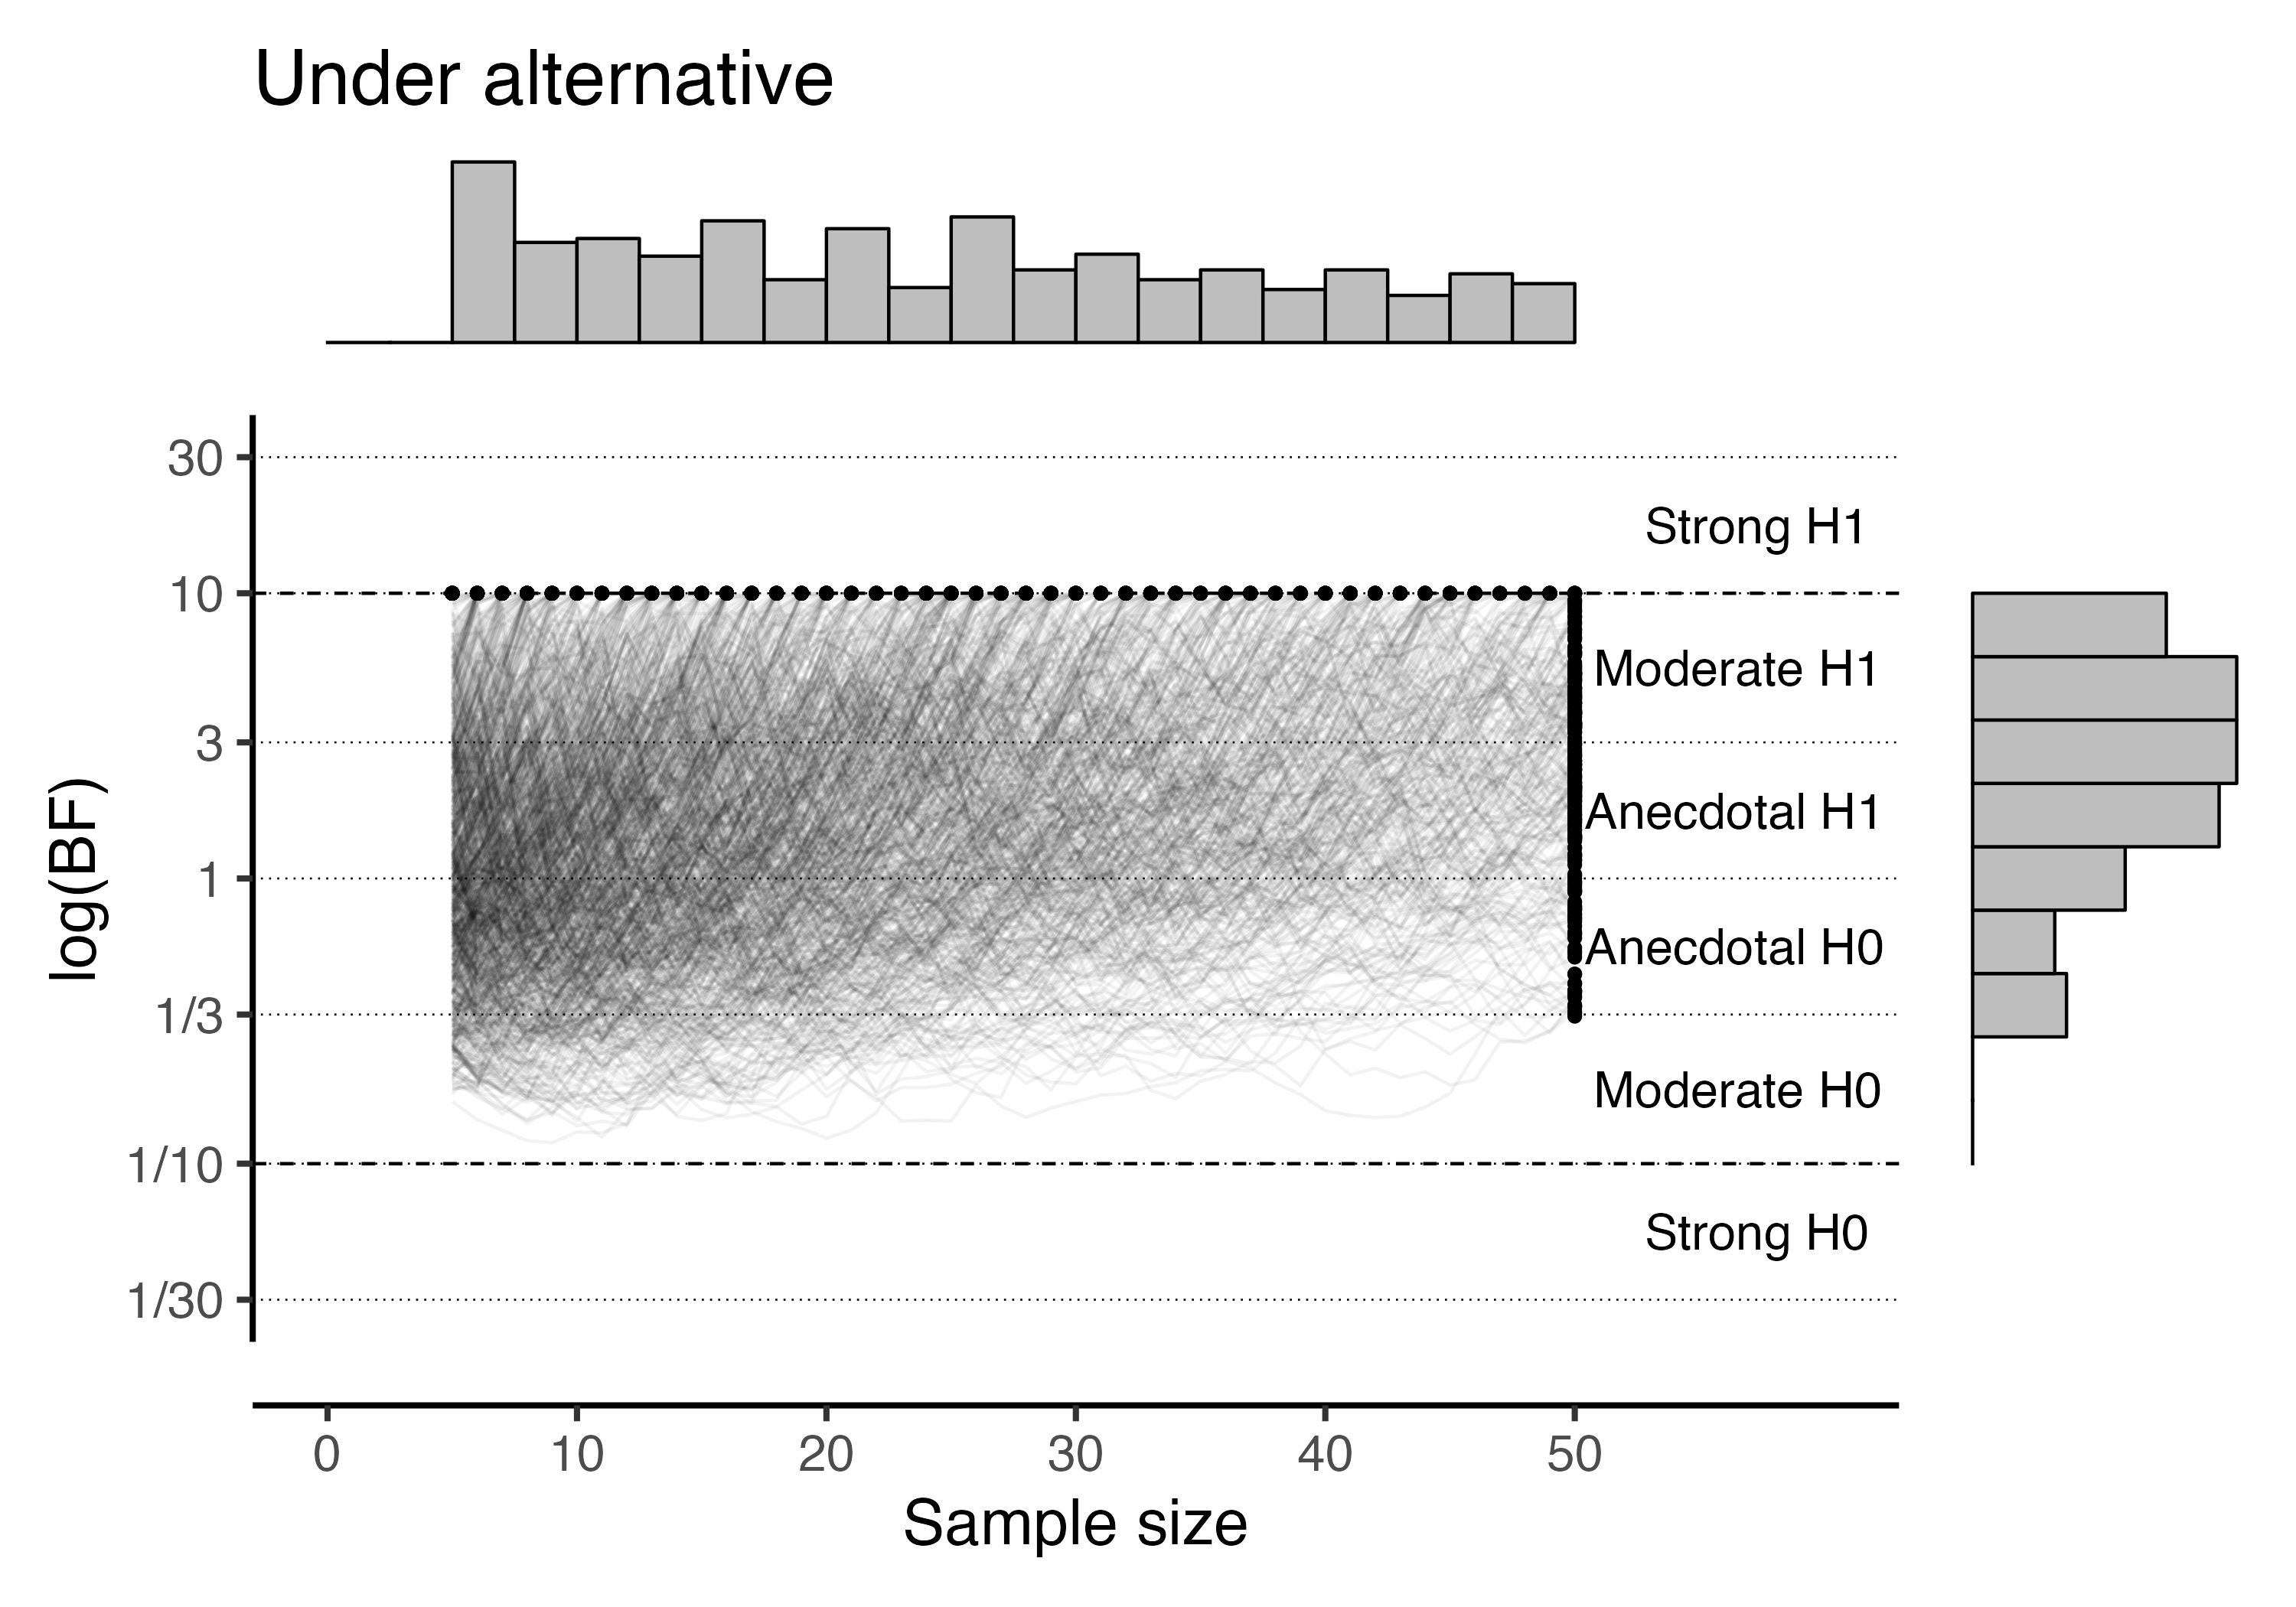 Under alternative
30
Strong H1
10
Moderate H1
3
Anecdotal H1
1
Anecdotal H0
1/3
Moderate H0
1/10
Strong H0
1/30
log(BF)
0 10 20 30 40 50
Sample size